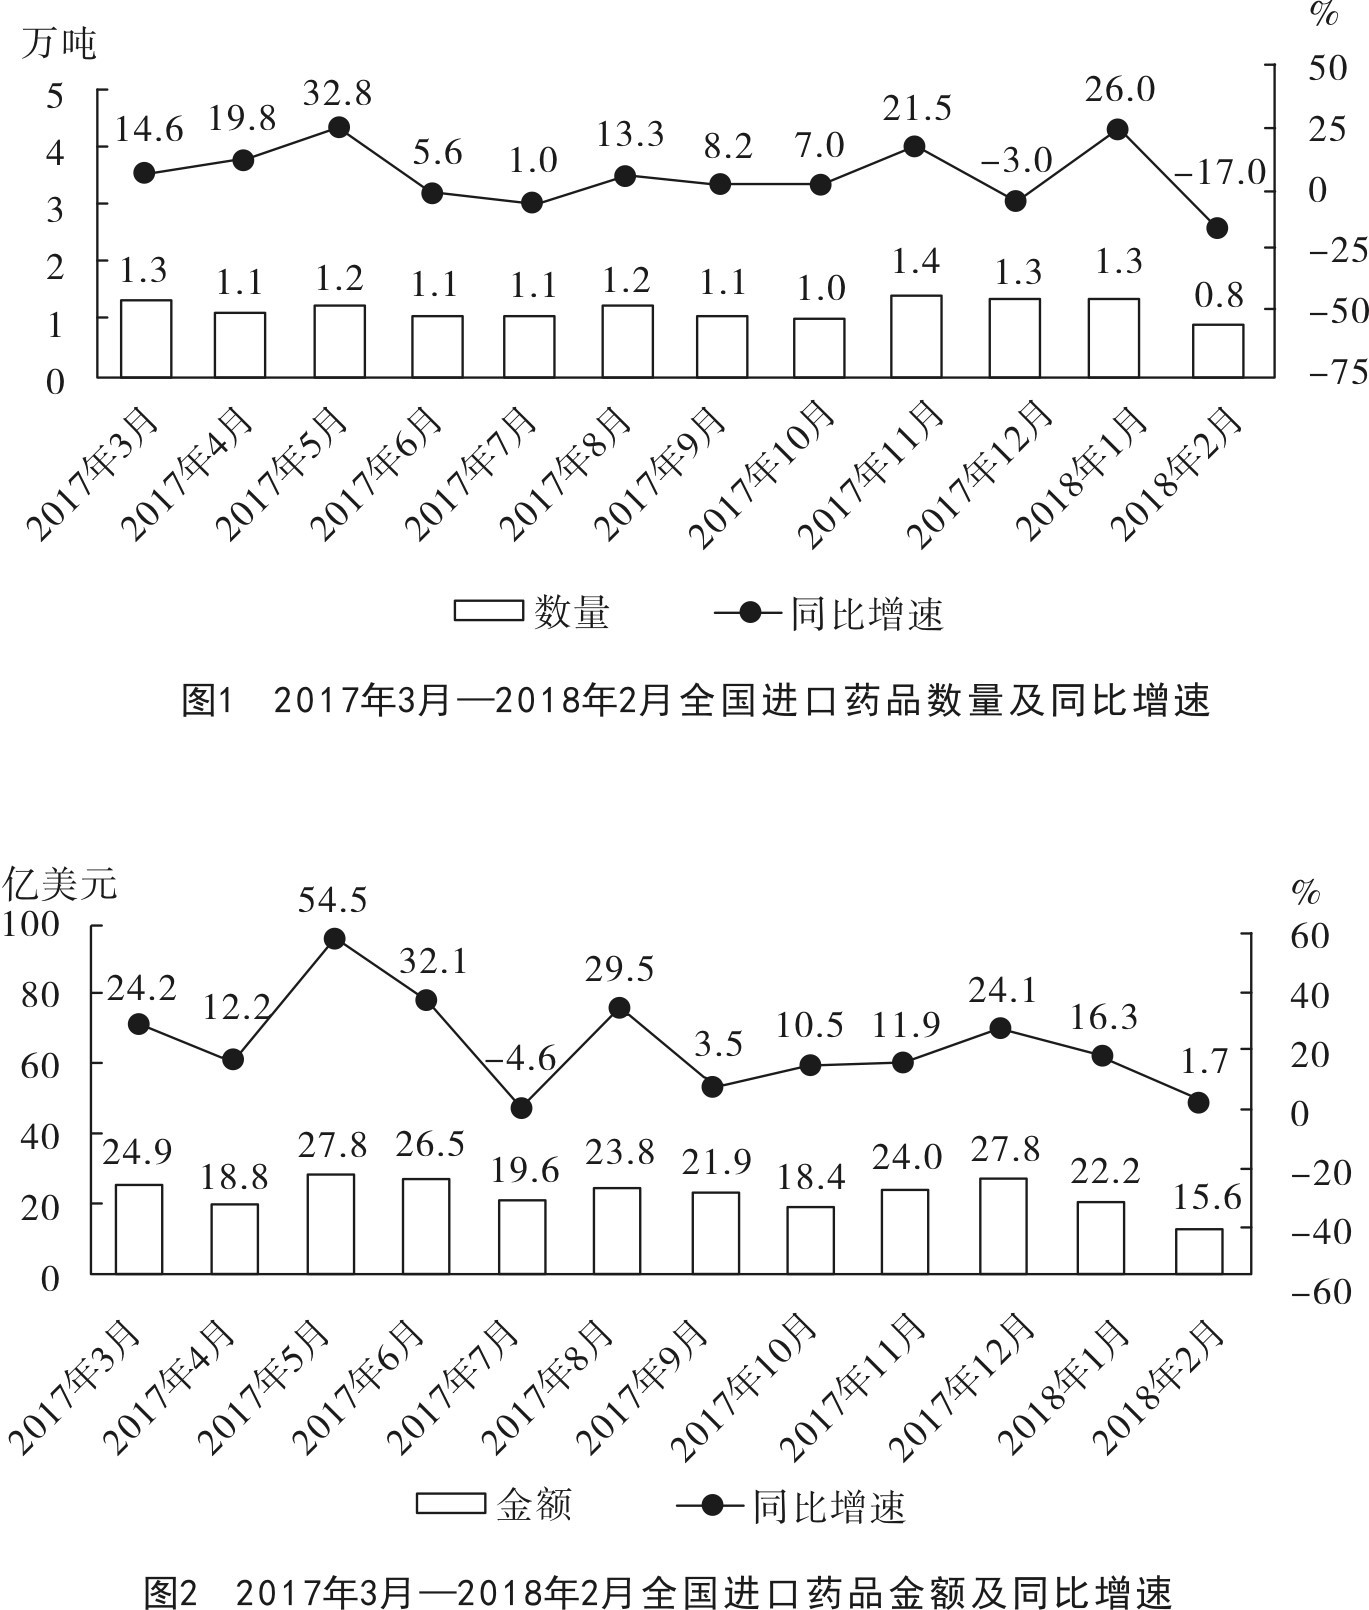 万吨
%
5 4 3 2 1 0
50 25 0 −25 −50 −75
14.6 19.8 32.8 5.6 1.0 13.3 8.2 7.0 21.5 −3.0 26.0 −17.0
1.3 1.1 1.2 1.1 1.1 1.2 1.1 1.0 1.4 1.3 1.3 0.8
2017年3月 2017年4月 2017年5月 2017年6月 2017年7月 2017年8月 2017年9月 2017年10月 2017年11月 2017年12月 2018年1月 2018年2月
数量 同比增速
图1 2017年3月—2018年2月全国进口药品数量及同比增速
亿美元
%
100 80 60 40 20 0
60 40 20 0 −20 −40 −60
24.2 12.2 54.5 32.1 −4.6 29.5 3.5 10.5 11.9 24.1 16.3 1.7
24.9 18.8 27.8 26.5 19.6 23.8 21.9 18.4 24.0 27.8 22.2 15.6
2017年3月 2017年4月 2017年5月 2017年6月 2017年7月 2017年8月 2017年9月 2017年10月 2017年11月 2017年12月 2018年1月 2018年2月
金额 同比增速
图2 2017年3月—2018年2月全国进口药品金额及同比增速